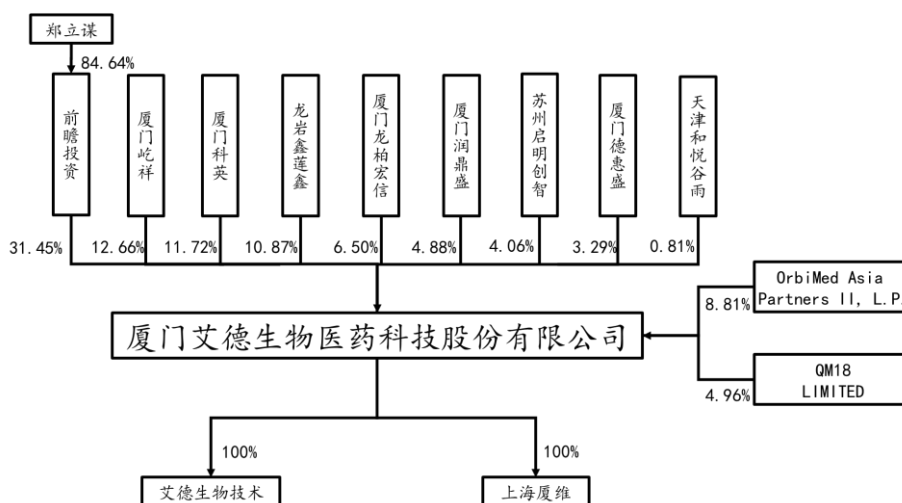 郑立谋
84.64%
前瞻投资
厦门屹祥
厦门科英
龙岩鑫莲鑫
厦门龙柏宏信
厦门润鼎盛
苏州启明创智
厦门德惠盛
天津和悦谷雨
31.45%
12.66%
11.72%
10.87%
6.50%
4.88%
4.06%
3.29%
0.81%
OrbiMed Asia
Partners II, L.P.
8.81%
厦门艾德生物医药科技股份有限公司
QM18
LIMITED
4.96%
100%
100%
艾德生物技术
上海厦维